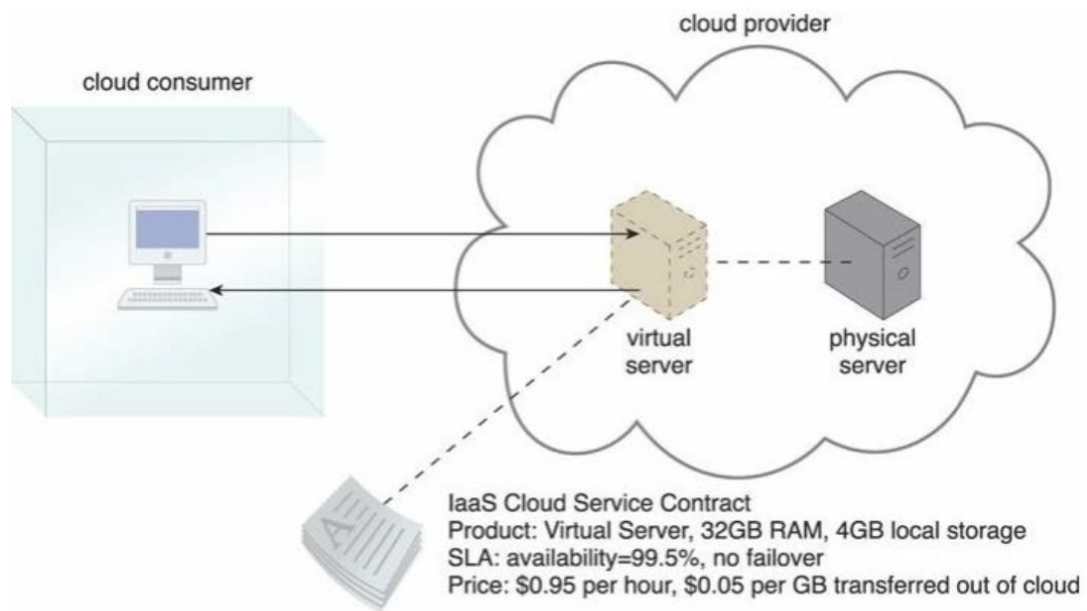 cloud provider
cloud consumer
virtual
server
physical
server
A
IaaS Cloud Service Contract
Product: Virtual Server, 32GB RAM, 4GB local storage
SLA: availability=99.5%, no failover
Price: $0.95 per hour, $0.05 per GB transferred out of cloud